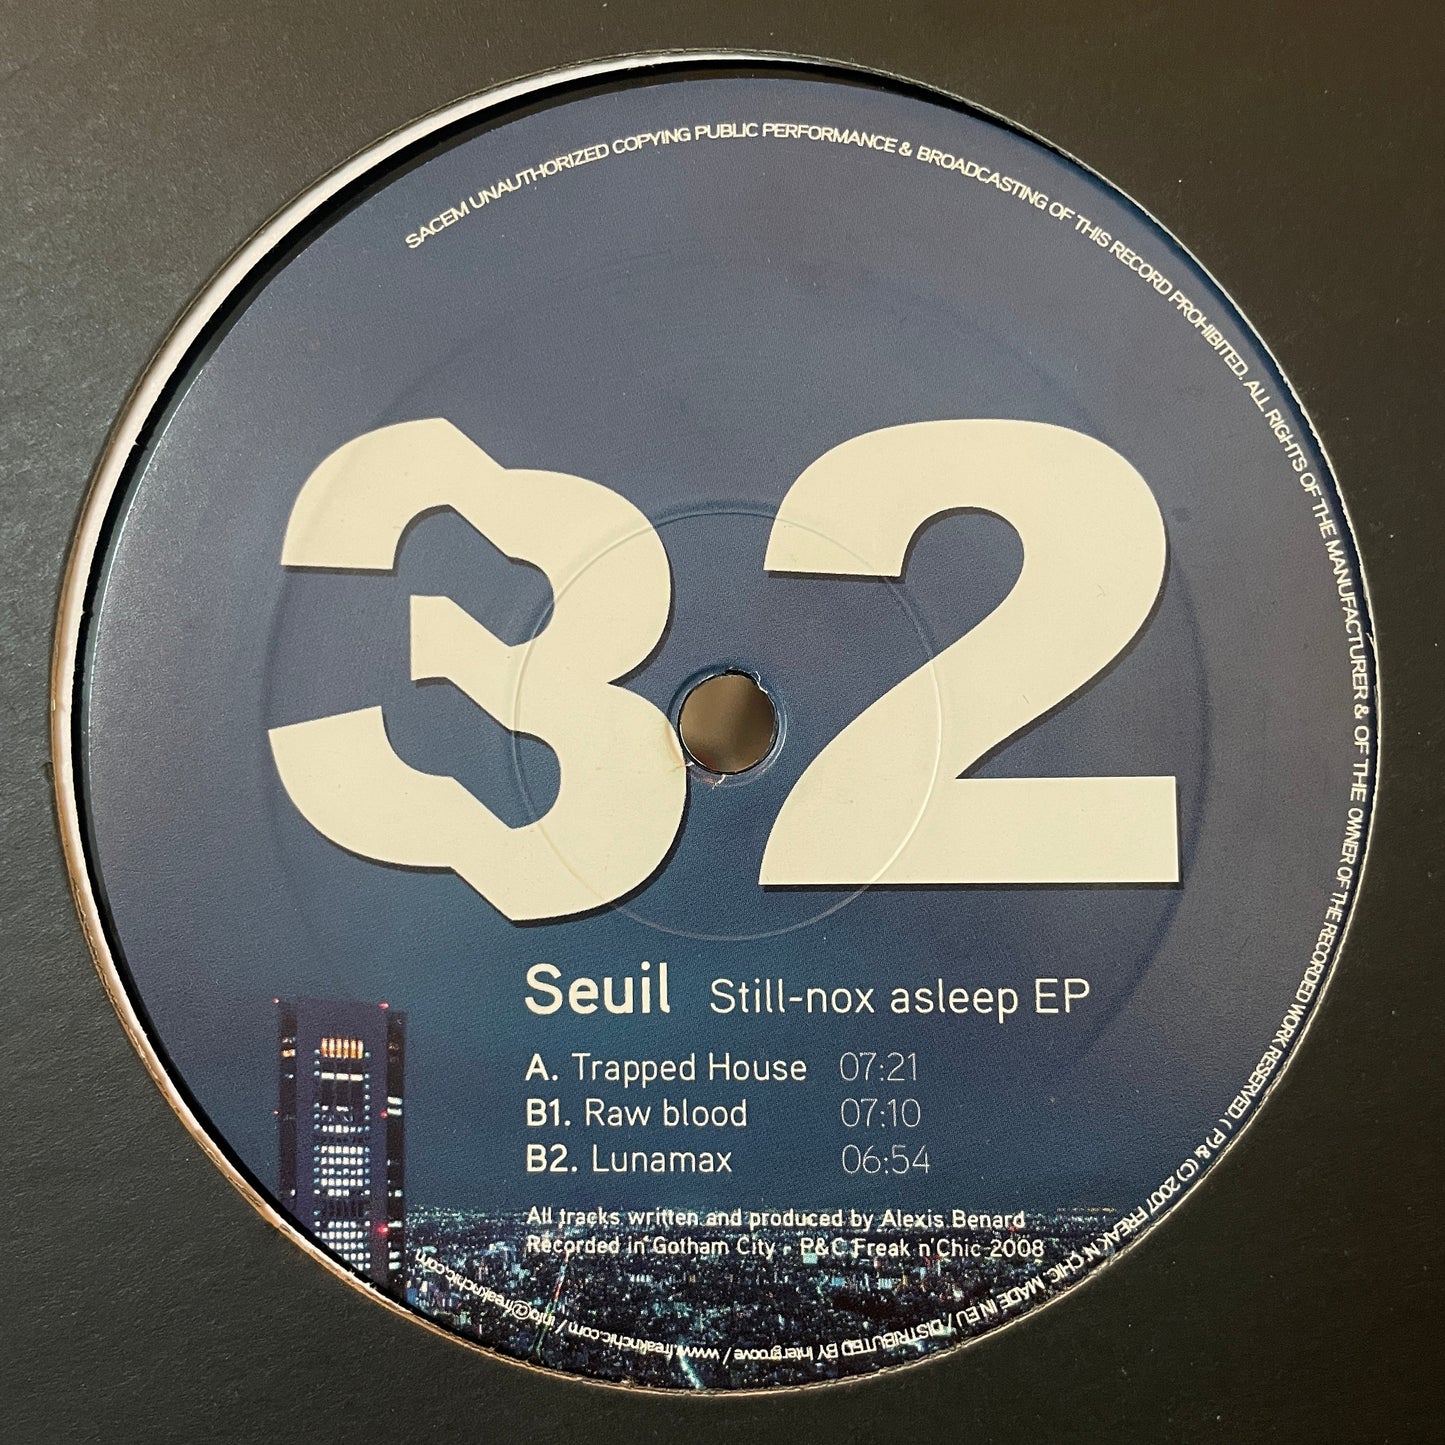 SACEM UNAUTHORIZED COPYING PUBLIC PERFORMANCE & BROADCASTING OF THIS RECORD PROHIBITED. ALL RIGHTS OF THE MANUFACTURER & OF THE OWNER OF THE RECORDED WORK RESERVED. ( P)& (C) 2007 FREAK N'CHIC MADE IN EU / DISTRIBUTED BY Intergroove / www.freaknchic.com / info@freaknchic.com
32
Seuil Still-nox asleep EP
A. Trapped House 07:21
B1. Raw blood 07:10
B2. Lunamax 06:54
All tracks written and produced by Alexis Benard
Recorded in Gotham City - P&C Freak n'Chic 2008